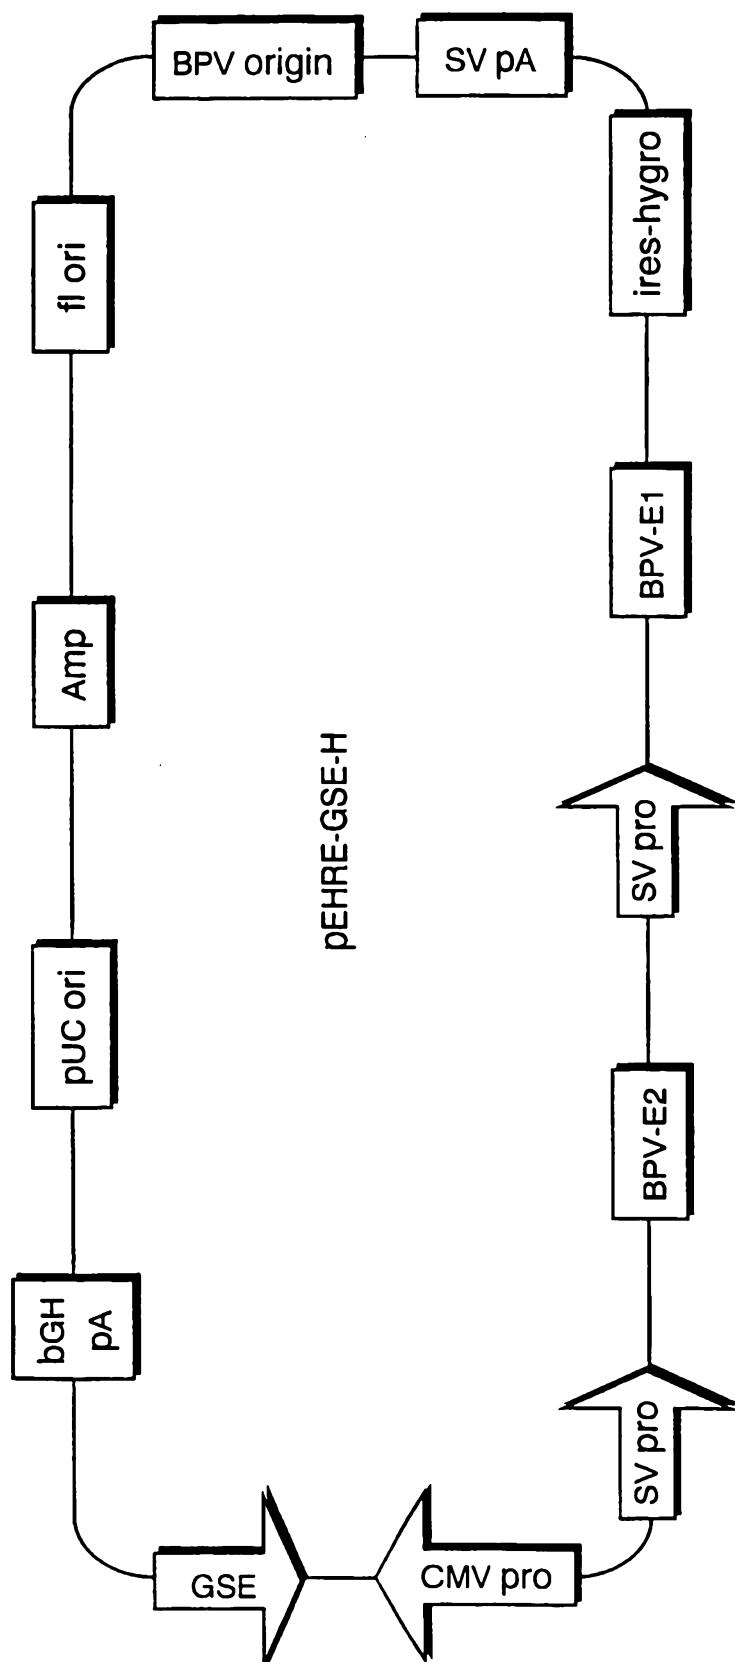 BPV origin
SV pA
fl ori
ires-hygro
Amp
BPV-E1
pEHRE-GSE-H
SV pro
pUC ori
BPV-E2
bGH
pA
SV pro
GSE
CMV pro